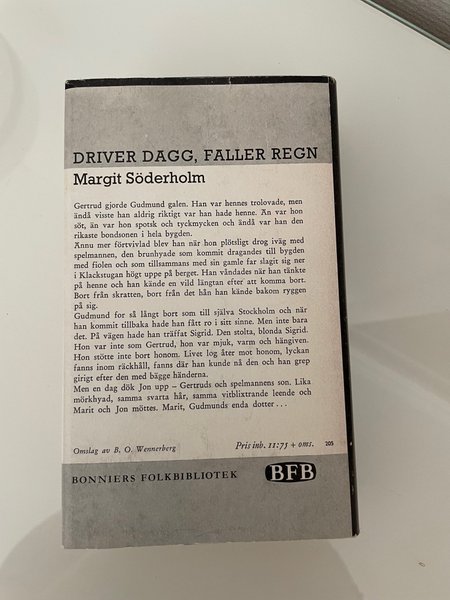 DRIVER DAGG, FALLER REGN
Margit Söderholm
Gertrud gjorde Gudmund galen. Han var hennes trolovade, men
ändå visste han aldrig riktigt var han hade henne. Än var hon
söt, än var hon spotsk och tyckmycken och ändå var han den
rikaste bondsonen i hela bygden.
Ännu mer förtvivlad blev han när hon plötsligt drog iväg med
spelmannen, den brunhyade som kommit dragandes till bygden
med fiolen och som tillsammans med sin gamle far slagit sig ner
i Klackstugan högt uppe på berget. Han våndades när han tänkte
på henne och han kände en vild längtan efter att komma bort.
Bort från skratten, bort från det hån han kände bakom ryggen
på sig.
Gudmund for så långt bort som till själva Stockholm och när
han kommit tillbaka hade han fått ro i sitt sinne. Men inte bara
det. På vägen hade han träffat Sigrid. Den stolta, blonda Sigrid.
Hon var inte som Gertrud, hon var mjuk, varm och hängiven.
Hon stötte inte bort honom. Livet log åter mot honom, lyckan
fanns inom räckhåll, fanns där han kunde nå den och han grep
girigt efter den med bägge händerna.
Men en dag dök Jon upp – Gertruds och spelmannens son. Lika
mörkhyad, samma svarta hår, samma vitblixtrande leende och
Marit och Jon möttes. Marit, Gudmunds enda dotter . . .
Omslag av B. O. Wennerberg Pris inb. 11:75 + oms. 205
BONNIERS FOLKBIBLIOTEK BFB